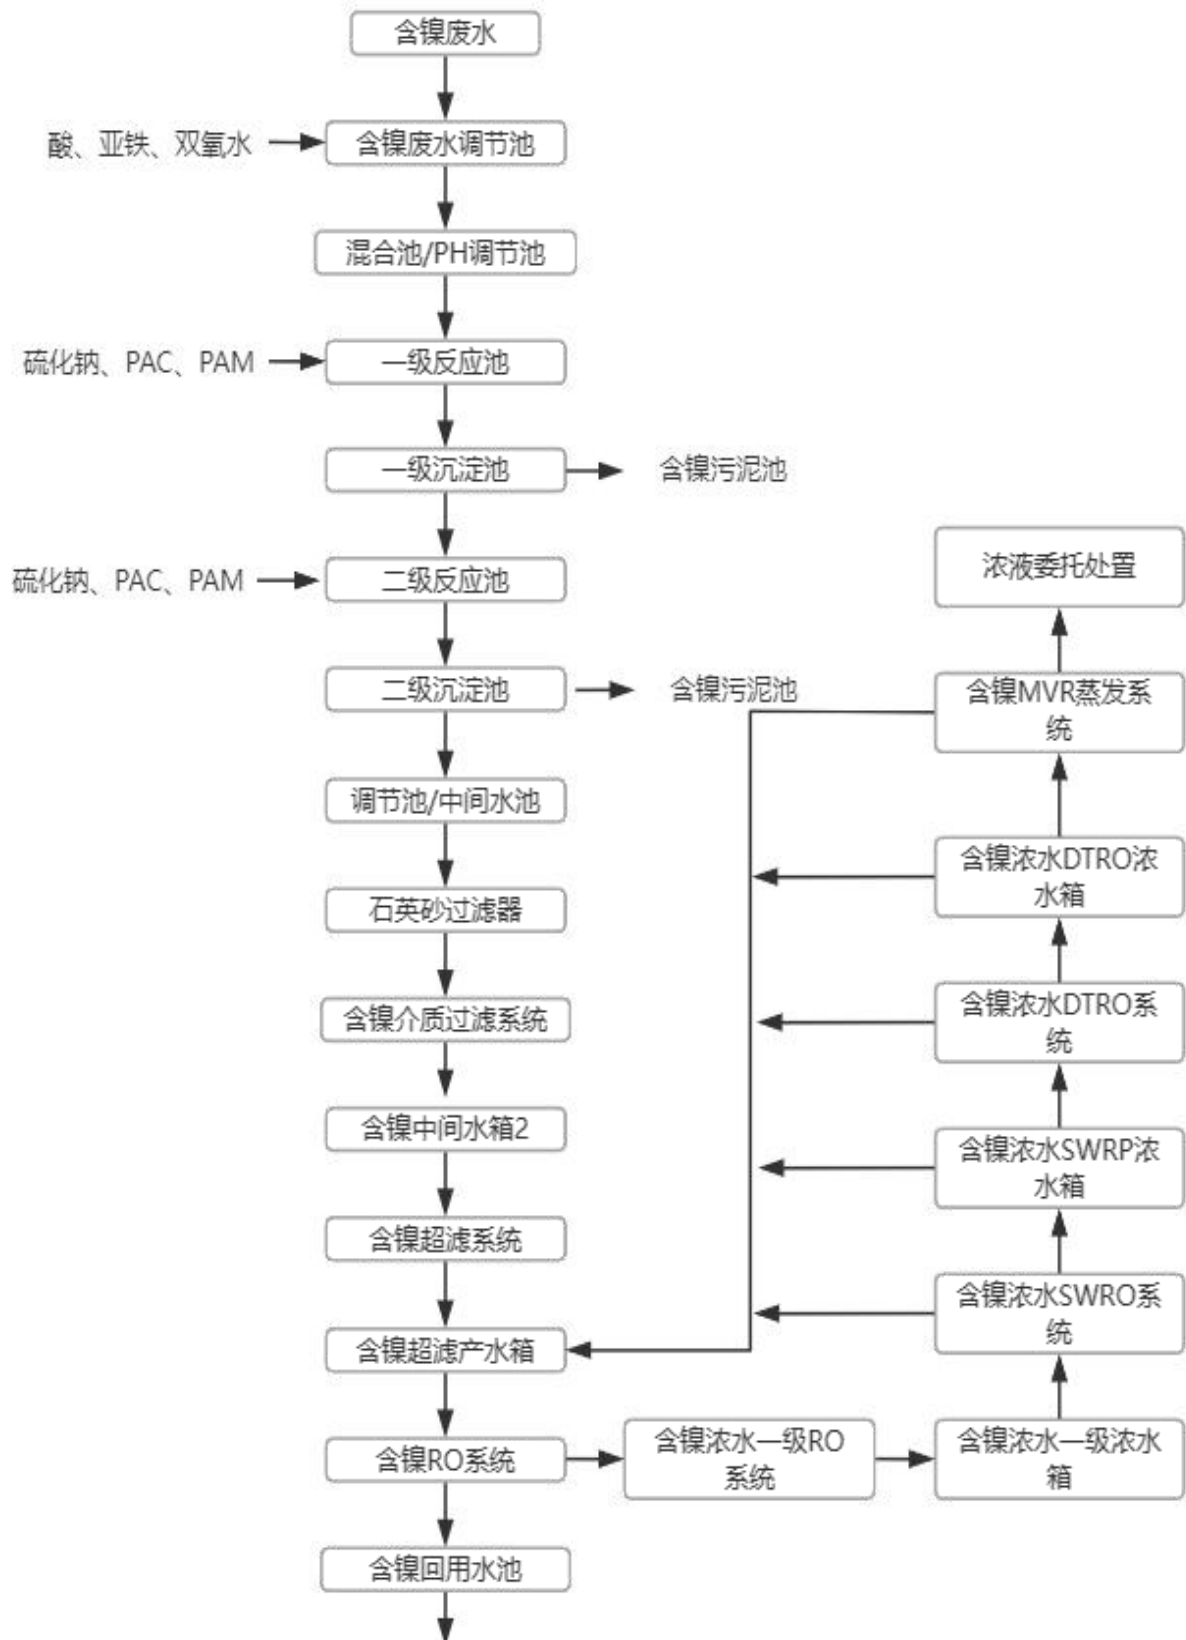 含镍废水
酸、亚铁、双氧水
含镍废水调节池
混合池/PH调节池
硫化钠、PAC、PAM
一级反应池
一级沉淀池
含镍污泥池
硫化钠、PAC、PAM
二级反应池
二级沉淀池
含镍污泥池
调节池/中间水池
石英砂过滤器
含镍介质过滤系统
含镍中间水箱2
含镍超滤系统
含镍超滤产水箱
含镍RO系统
含镍浓水一级RO
系统
含镍浓水一级浓水
箱
含镍浓水SWRO系
统
含镍浓水SWRP浓
水箱
含镍浓水DTRO系
统
含镍浓水DTRO浓
水箱
含镍MVR蒸发系
统
浓液委托处置
含镍回用水池